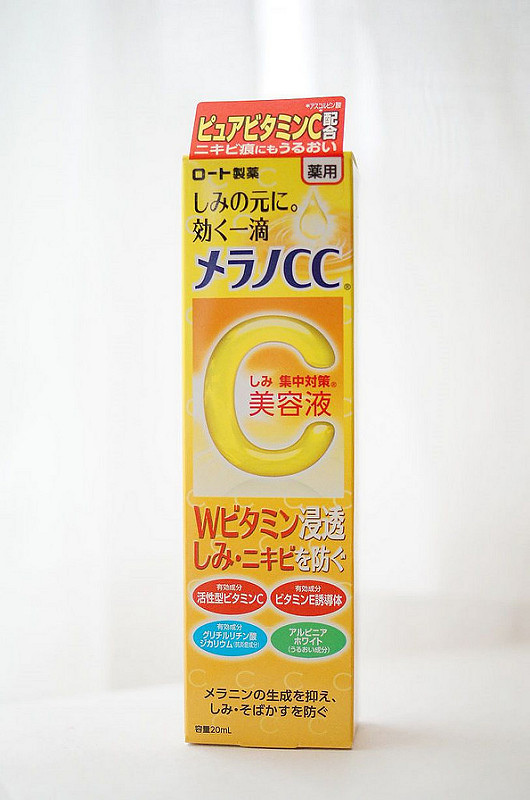 *アスコルビン酸
ピュアビタミンC配合
ニキビ痕にもうるおい
ロート製薬
薬用
しみの元に。
効く一滴
メラノCC®
しみ 集中対策®
美容液
Wビタミン浸透
しみ・ニキビを防ぐ
有効成分
活性型ビタミンC
有効成分
ビタミンE誘導体
有効成分
グリチルリチン酸
ジカリウム(抗炎症成分)
アルピニア
ホワイト
(うるおい成分)
メラニンの生成を抑え、
しみ・そばかすを防ぐ
容量20mL